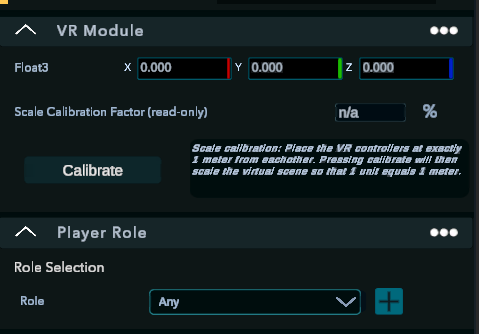 VR Module
Float3 X 0.000 Y 0.000 Z 0.000
Scale Calibration Factor (read-only) n/a %
Calibrate
Scale calibration: Place the VR controllers at exactly
1 meter from eachother. Pressing calibrate will then
scale the virtual scene so that 1 unit equals 1 meter.
Player Role
Role Selection
Role Any